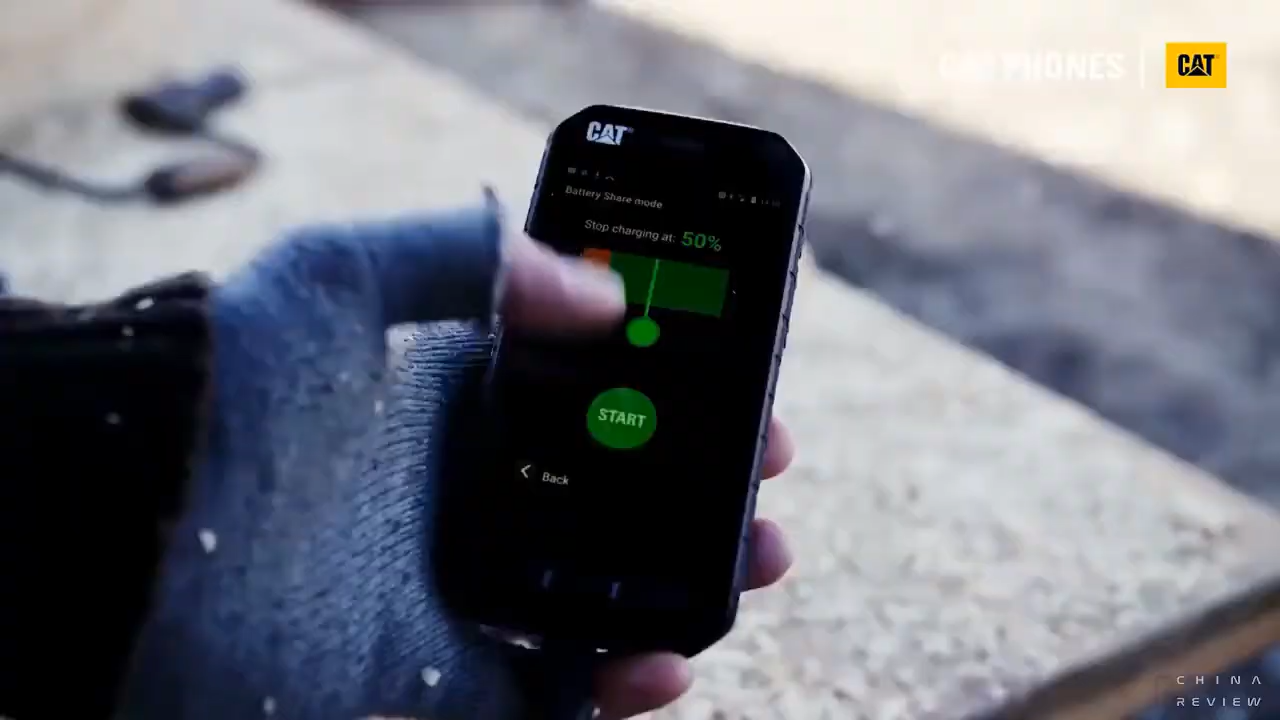 CAT PHONES
CAT
CAT
Battery Share mode
Stop charging at: 50%
START
Back
CHINA
REVIEW